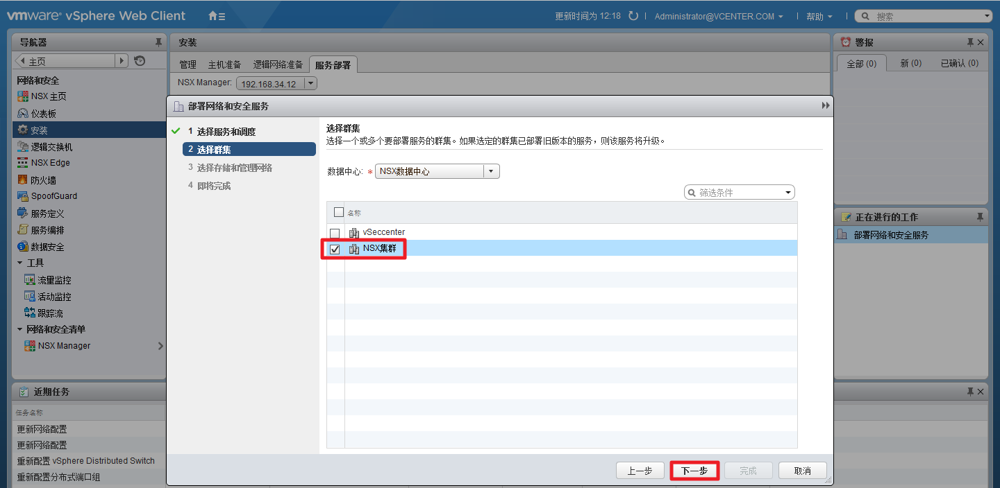 vmware® vSphere Web Client
更新时间为 12:18 | Administrator@VCENTER.COM | 帮助 | 搜索
导航器
主页
网络和安全
NSX 主页
仪表板
安装
逻辑交换机
NSX Edge
防火墙
SpoofGuard
服务定义
服务编排
数据安全
工具
流量监控
活动监控
跟踪流
网络和安全清单
NSX Manager
近期任务
任务名称
更新网络配置
更新网络配置
重新配置 vSphere Distributed Switch
重新配置分布式端口组
安装
管理 主机准备 逻辑网络准备 服务部署
NSX Manager: 192.168.34.12
部署网络和安全服务
1 选择服务和调度
2 选择群集
3 选择存储和管理网络
4 即将完成
选择群集
选择一个或多个要部署服务的群集。如果选定的群集已部署旧版本的服务，则该服务将升级。
数据中心: * NSX数据中心
筛选条件
名称
vSeccenter
NSX集群
上一步 下一步 完成 取消
警报
全部 (0) 新 (0) 已确认 (0)
正在进行的工作
部署网络和安全服务